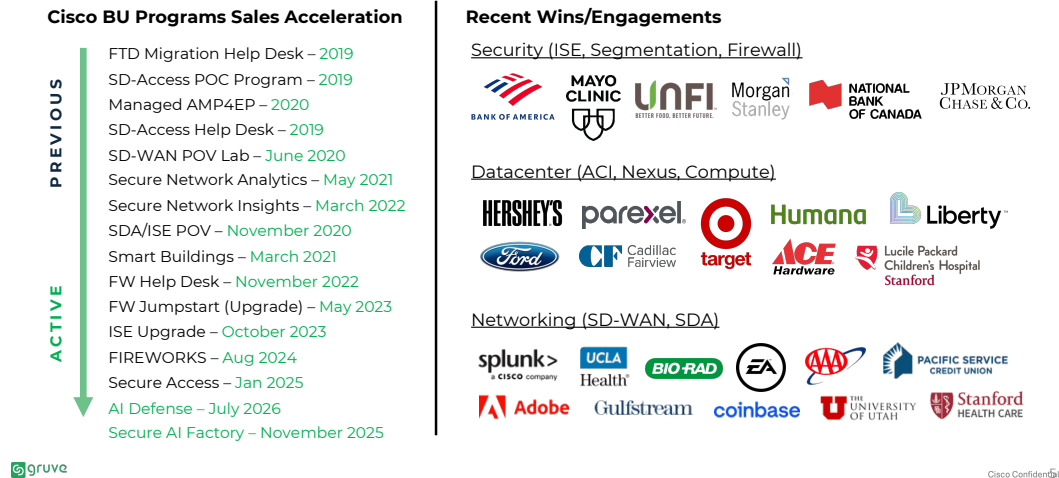 Cisco BU Programs Sales Acceleration
PREVIOUS
ACTIVE
FTD Migration Help Desk – 2019
SD-Access POC Program – 2019
Managed AMP4EP – 2020
SD-Access Help Desk – 2019
SD-WAN POV Lab – June 2020
Secure Network Analytics – May 2021
Secure Network Insights – March 2022
SDA/ISE POV – November 2020
Smart Buildings – March 2021
FW Help Desk – November 2022
FW Jumpstart (Upgrade) – May 2023
ISE Upgrade – October 2023
FIREWORKS – Aug 2024
Secure Access – Jan 2025
AI Defense – July 2026
Secure AI Factory – November 2025
Recent Wins/Engagements
Security (ISE, Segmentation, Firewall)
BANK OF AMERICA
MAYO
CLINIC
UNFI
BETTER FOOD. BETTER FUTURE.
Morgan
Stanley
NATIONAL
BANK
OF CANADA
JPMORGAN
CHASE & CO.
Datacenter (ACI, Nexus, Compute)
HERSHEY'S
parexel.
target
Humana
Liberty
Ford
CF Cadillac
Fairview
ACE
Hardware
Lucile Packard
Children's Hospital
Stanford
Networking (SD-WAN, SDA)
splunk>
a CISCO company
UCLA
Health
BIO-RAD
EA
AAA
PACIFIC SERVICE
CREDIT UNION
Adobe
Gulfstream
coinbase
U THE
UNIVERSITY
OF UTAH
Stanford
HEALTH CARE
gruve
Cisco Confidential